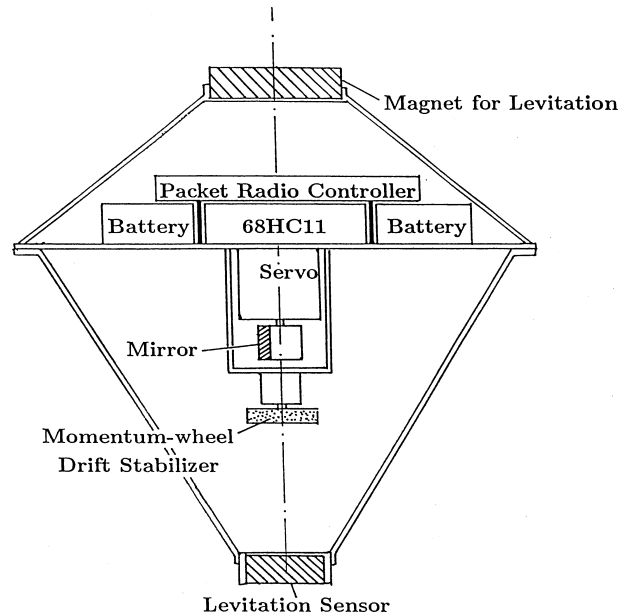 Magnet for Levitation
Packet Radio Controller
Battery
68HC11
Battery
Servo
Mirror
Momentum-wheel
Drift Stabilizer
Levitation Sensor